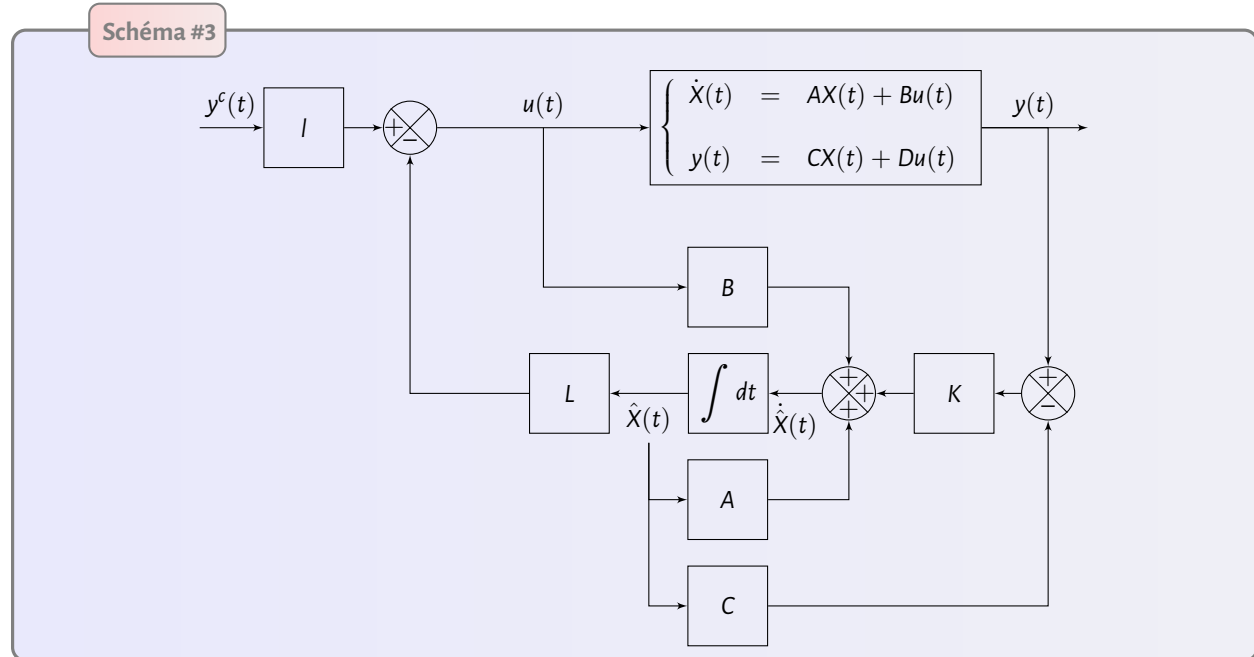 Schéma #3
y^c(t)
l
+
−
u(t)
Ẋ(t) = AX(t) + Bu(t)
y(t) = CX(t) + Du(t)
y(t)
B
L
X̂(t)
∫ dt
X̂̇(t)
+
+
+
K
+
−
A
C